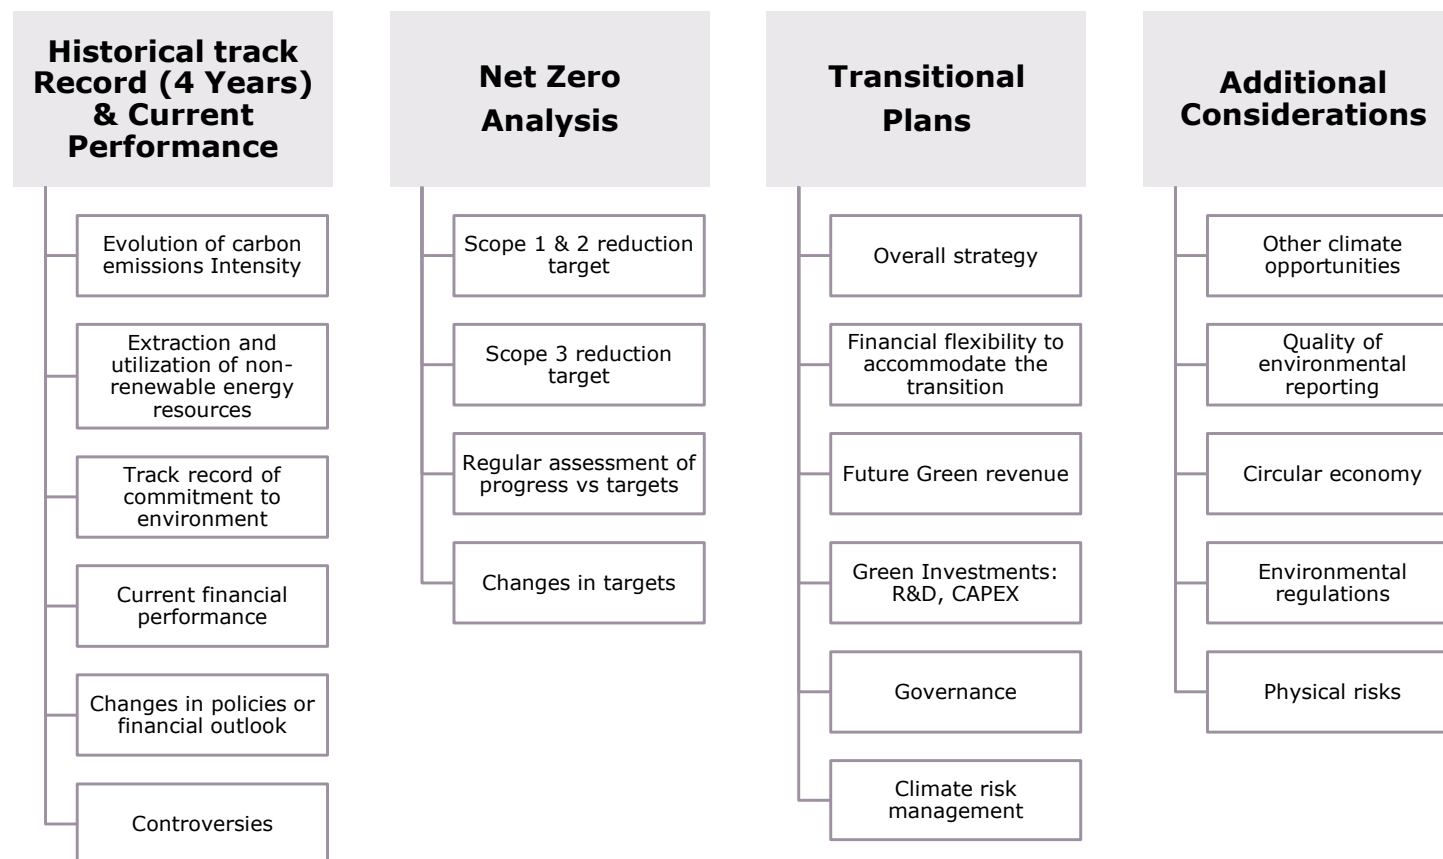 Historical track
Record (4 Years)
& Current
Performance
Evolution of carbon
emissions Intensity
Extraction and
utilization of non-
renewable energy
resources
Track record of
commitment to
environment
Current financial
performance
Changes in policies or
financial outlook
Controversies
Net Zero
Analysis
Scope 1 & 2 reduction
target
Scope 3 reduction
target
Regular assessment of
progress vs targets
Changes in targets
Transitional
Plans
Overall strategy
Financial flexibility to
accommodate the
transition
Future Green revenue
Green Investments:
R&D, CAPEX
Governance
Climate risk
management
Additional
Considerations
Other climate
opportunities
Quality of
environmental
reporting
Circular economy
Environmental
regulations
Physical risks